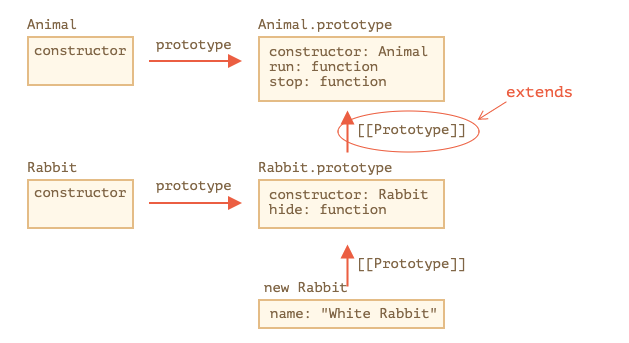 Animal
constructor
prototype
Animal.prototype
constructor: Animal
run: function
stop: function
extends
[[Prototype]]
Rabbit
constructor
prototype
Rabbit.prototype
constructor: Rabbit
hide: function
[[Prototype]]
new Rabbit
name: "White Rabbit"